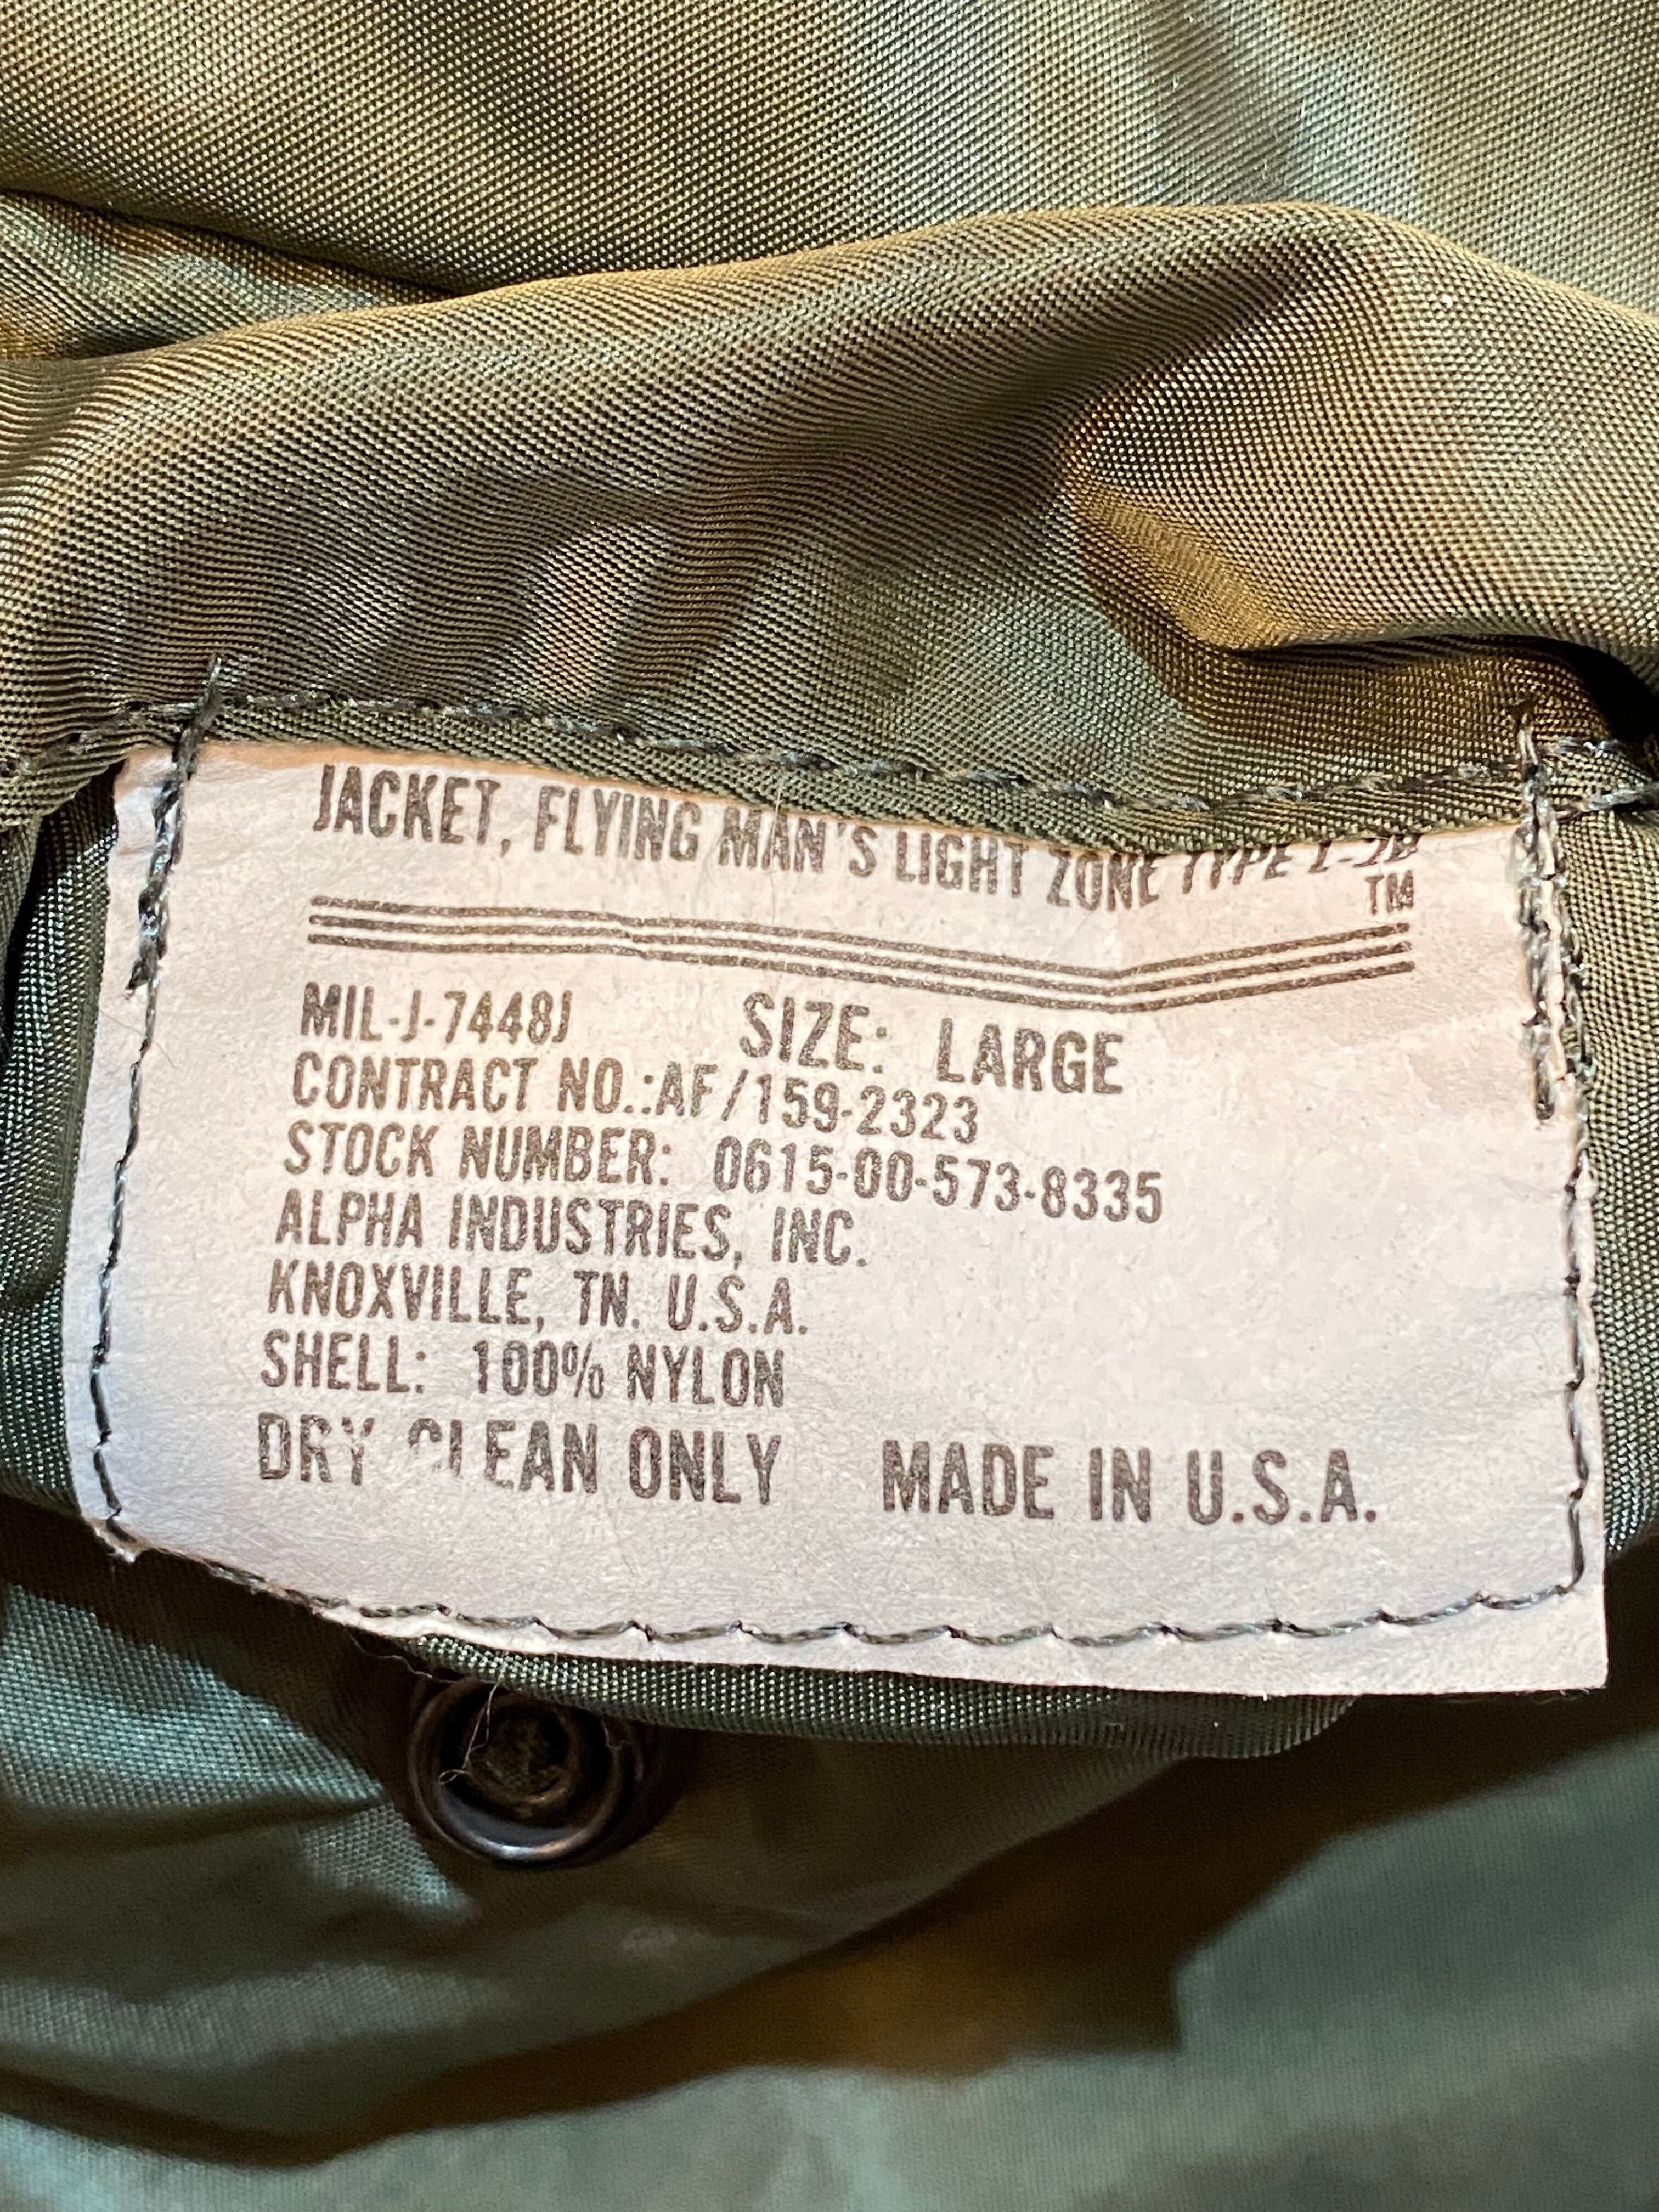 JACKET, FLYING MAN'S LIGHT ZONE TYPE L-2B
TM
MIL-J-7448J SIZE: LARGE
CONTRACT NO.:AF/159-2323
STOCK NUMBER: 0615-00-573-8335
ALPHA INDUSTRIES, INC.
KNOXVILLE, TN. U.S.A.
SHELL: 100% NYLON
DRY CLEAN ONLY MADE IN U.S.A.